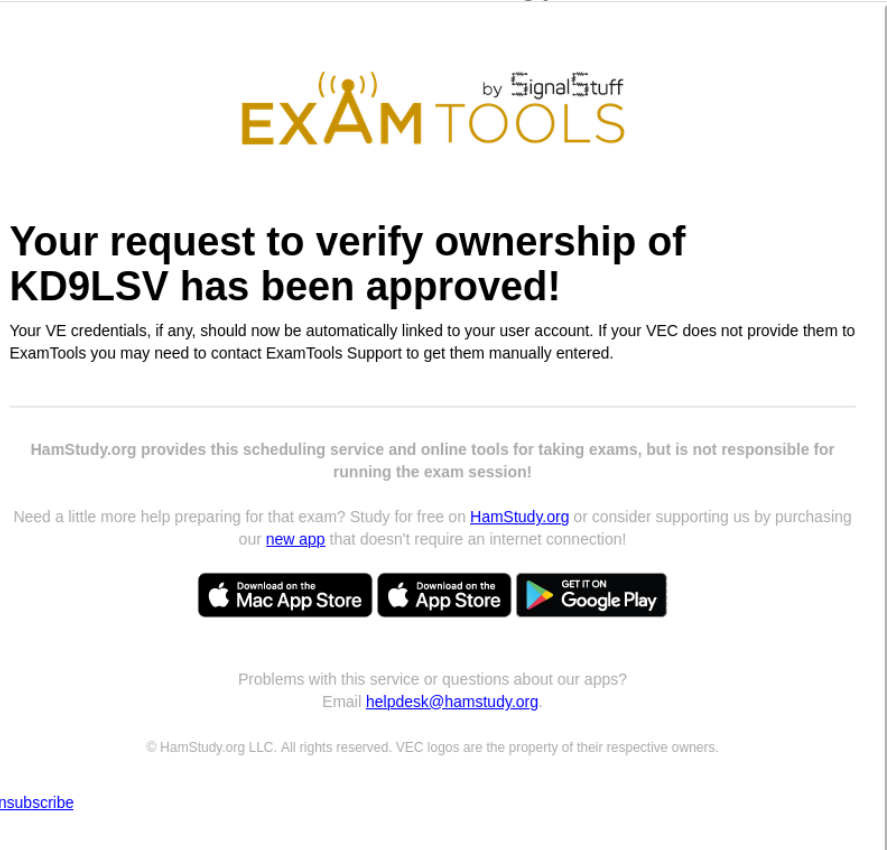 by SignalStuff
EXAMTOOLS
Your request to verify ownership of
KD9LSV has been approved!
Your VE credentials, if any, should now be automatically linked to your user account. If your VEC does not provide them to
ExamTools you may need to contact ExamTools Support to get them manually entered.
HamStudy.org provides this scheduling service and online tools for taking exams, but is not responsible for
running the exam session!
Need a little more help preparing for that exam? Study for free on HamStudy.org or consider supporting us by purchasing
our new app that doesn't require an internet connection!
Download on the
Mac App Store
Download on the
App Store
GET IT ON
Google Play
Problems with this service or questions about our apps?
Email helpdesk@hamstudy.org.
© HamStudy.org LLC. All rights reserved. VEC logos are the property of their respective owners.
nsubscribe